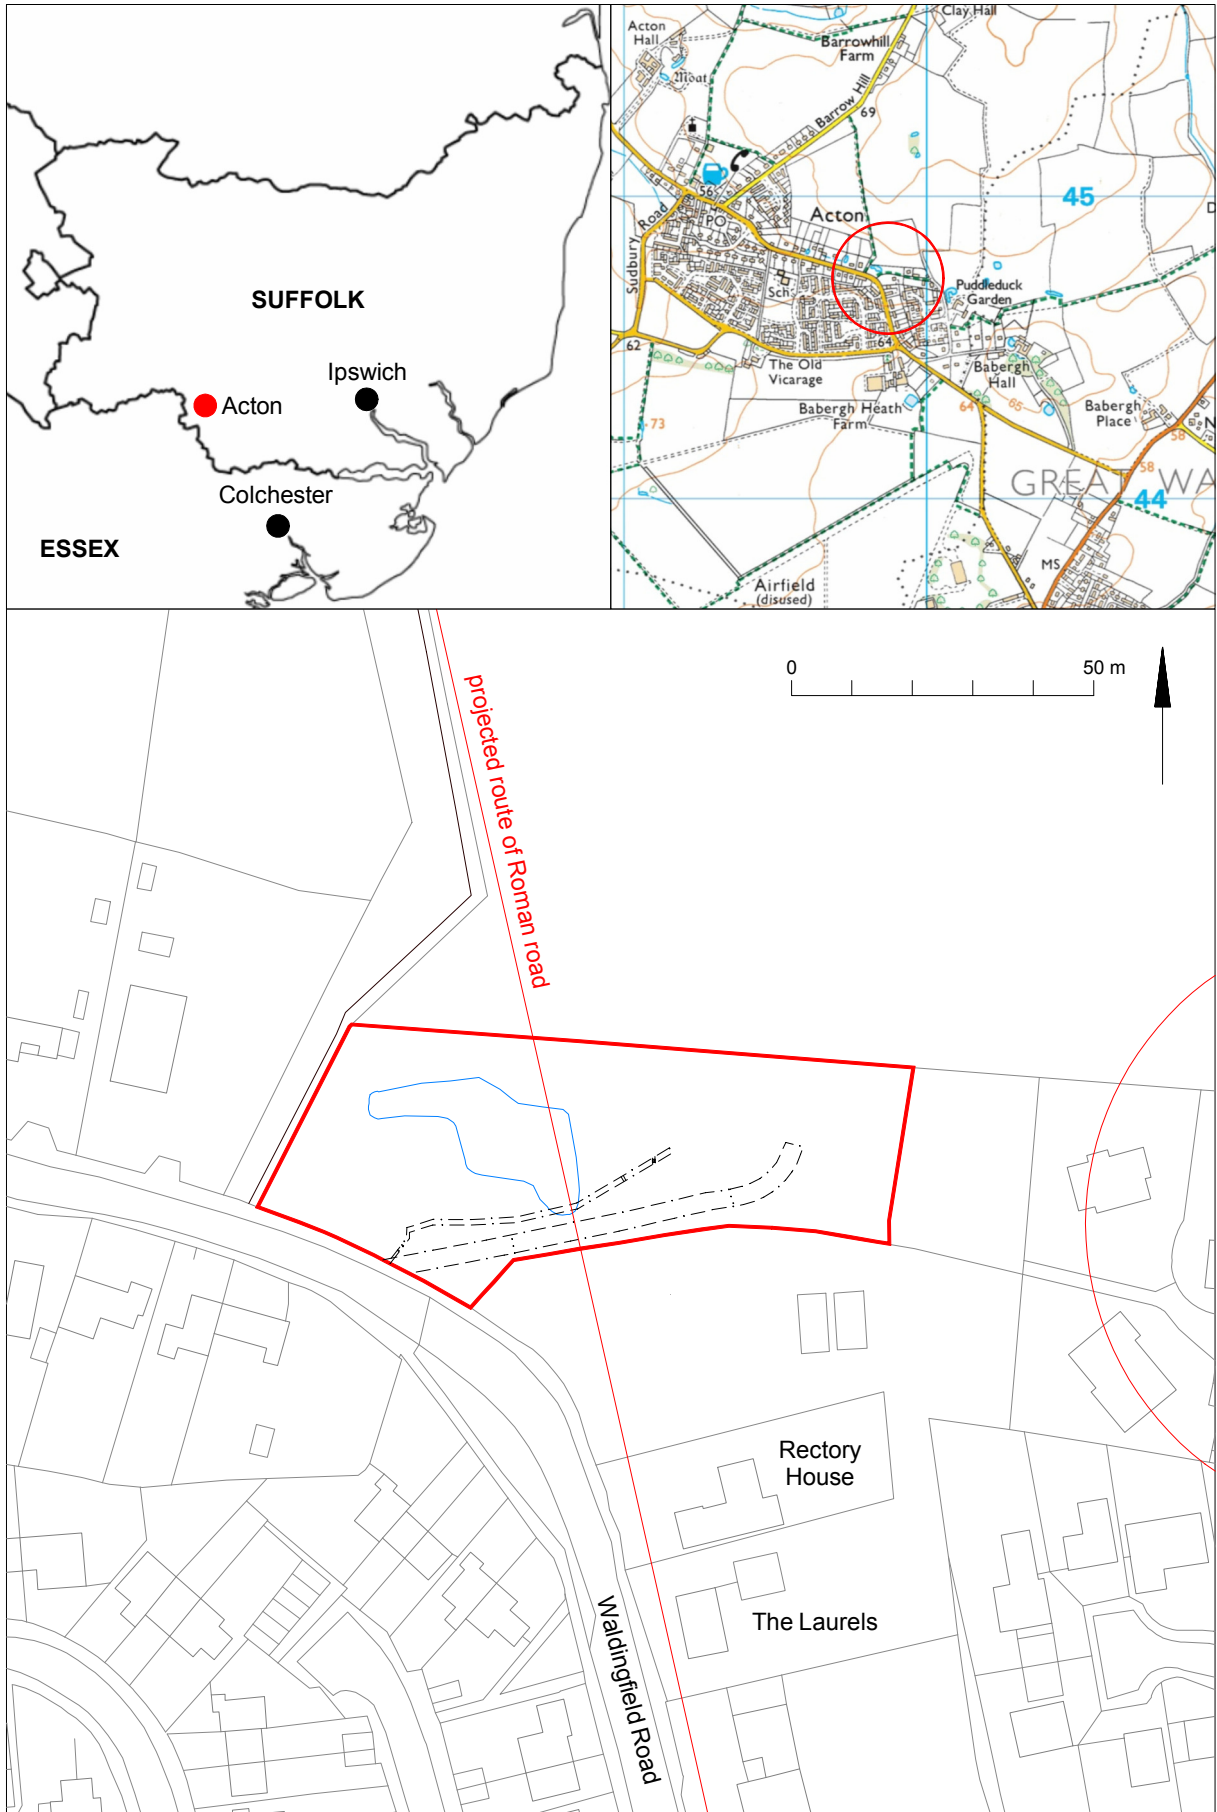 SUFFOLK
Ipswich
Acton
Colchester
ESSEX
Acton
Hall
Moat
Clay Hall
Barrowhill
Farm
Barrow Hill
69
56
PO
Sudbury Road
Acton
45
Sch
Puddleduck
Garden
62
64
The Old
Vicarage
Babergh
Hall
Babergh Heath
Farm
64
65
Babergh
Place
73
58
58
GREAT WA
44
MS
Airfield
(disused)
projected route of Roman road
0
50 m
Rectory
House
The Laurels
Waldingfield Road